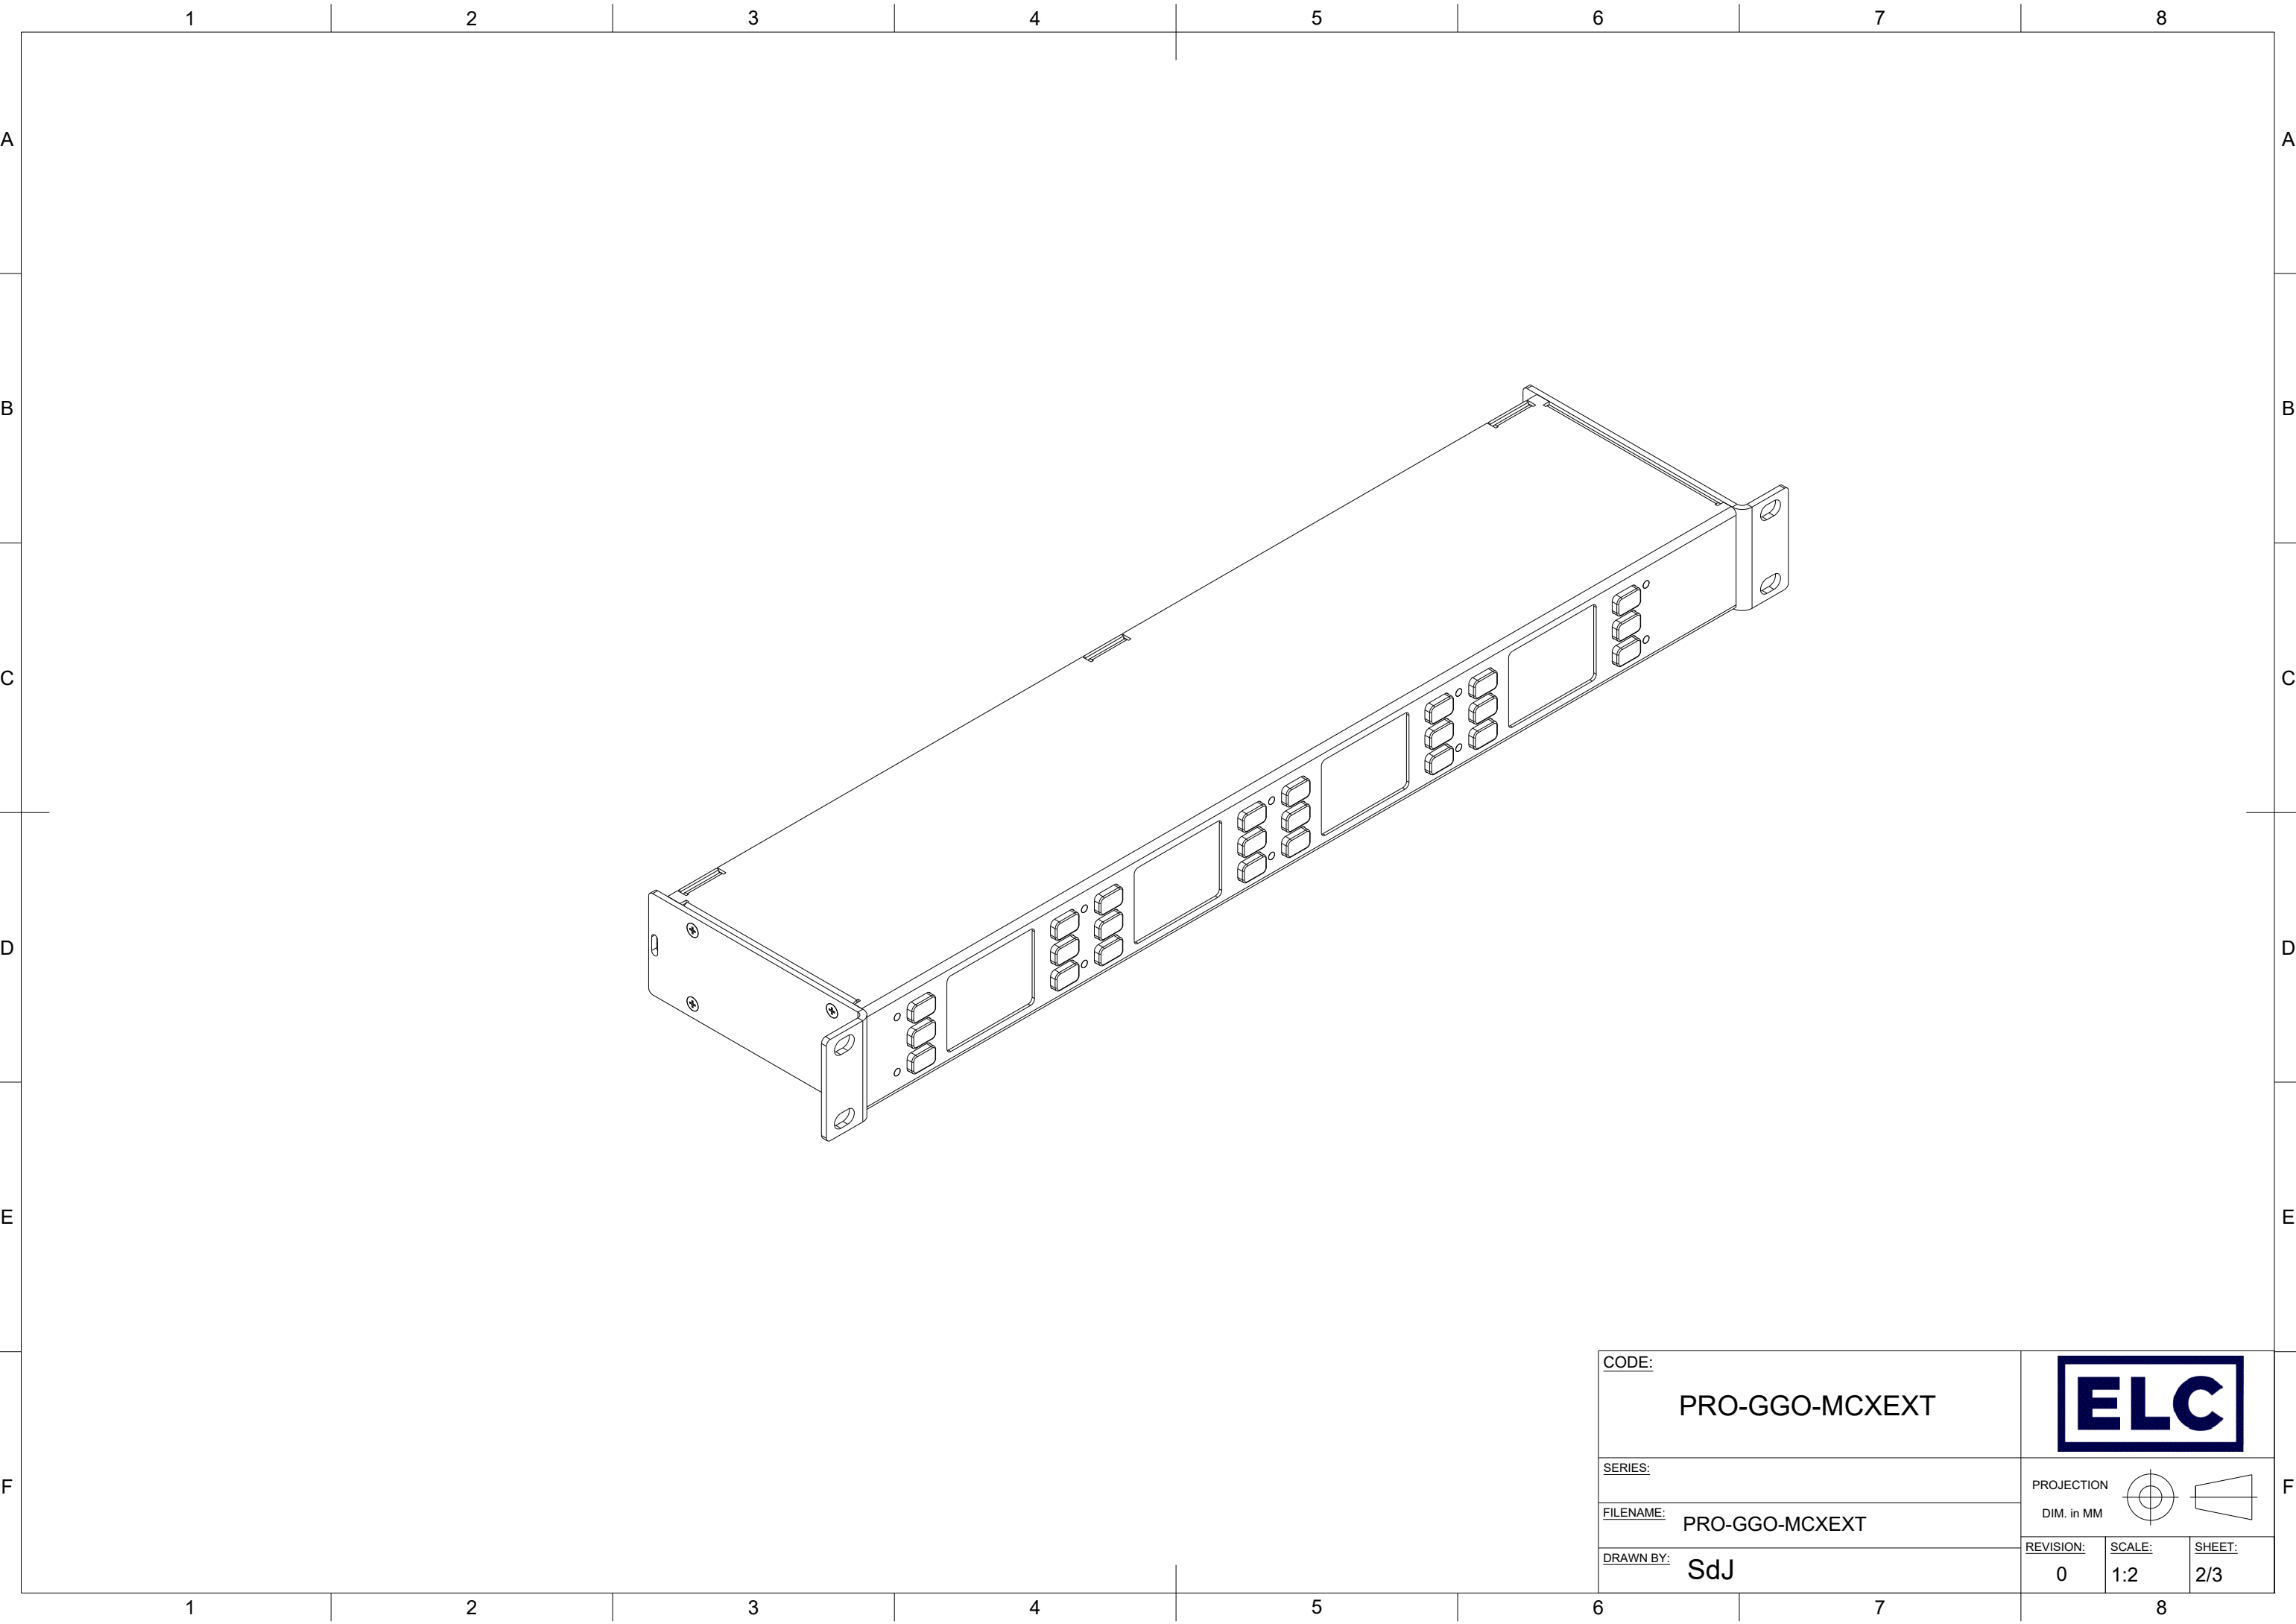 1 2 3 4 5 6 7 8
A A
B B
C C
D D
E E
F F
CODE:
PRO-GGO-MCXEXT
ELC
SERIES:
PROJECTION
DIM. in MM
FILENAME: PRO-GGO-MCXEXT
DRAWN BY: SdJ
REVISION: SCALE: SHEET:
0 1:2 2/3
1 2 3 4 5 6 7 8